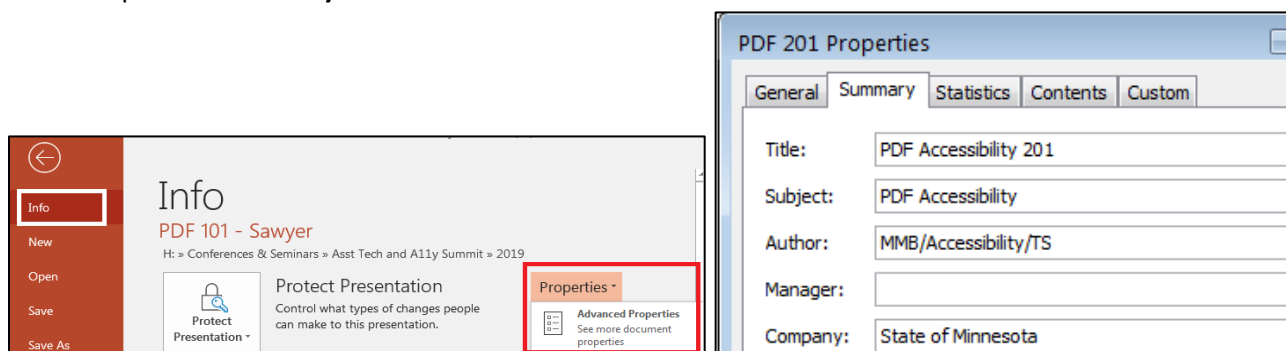 Info
New
Open
Save
Save As
Info
PDF 101 - Sawyer
H: » Conferences & Seminars » Asst Tech and A11y Summit » 2019
Protect
Presentation
Protect Presentation
Control what types of changes people
can make to this presentation.
Properties
Advanced Properties
See more document
properties
PDF 201 Properties
General Summary Statistics Contents Custom
Title: PDF Accessibility 201
Subject: PDF Accessibility
Author: MMB/Accessibility/TS
Manager:
Company: State of Minnesota